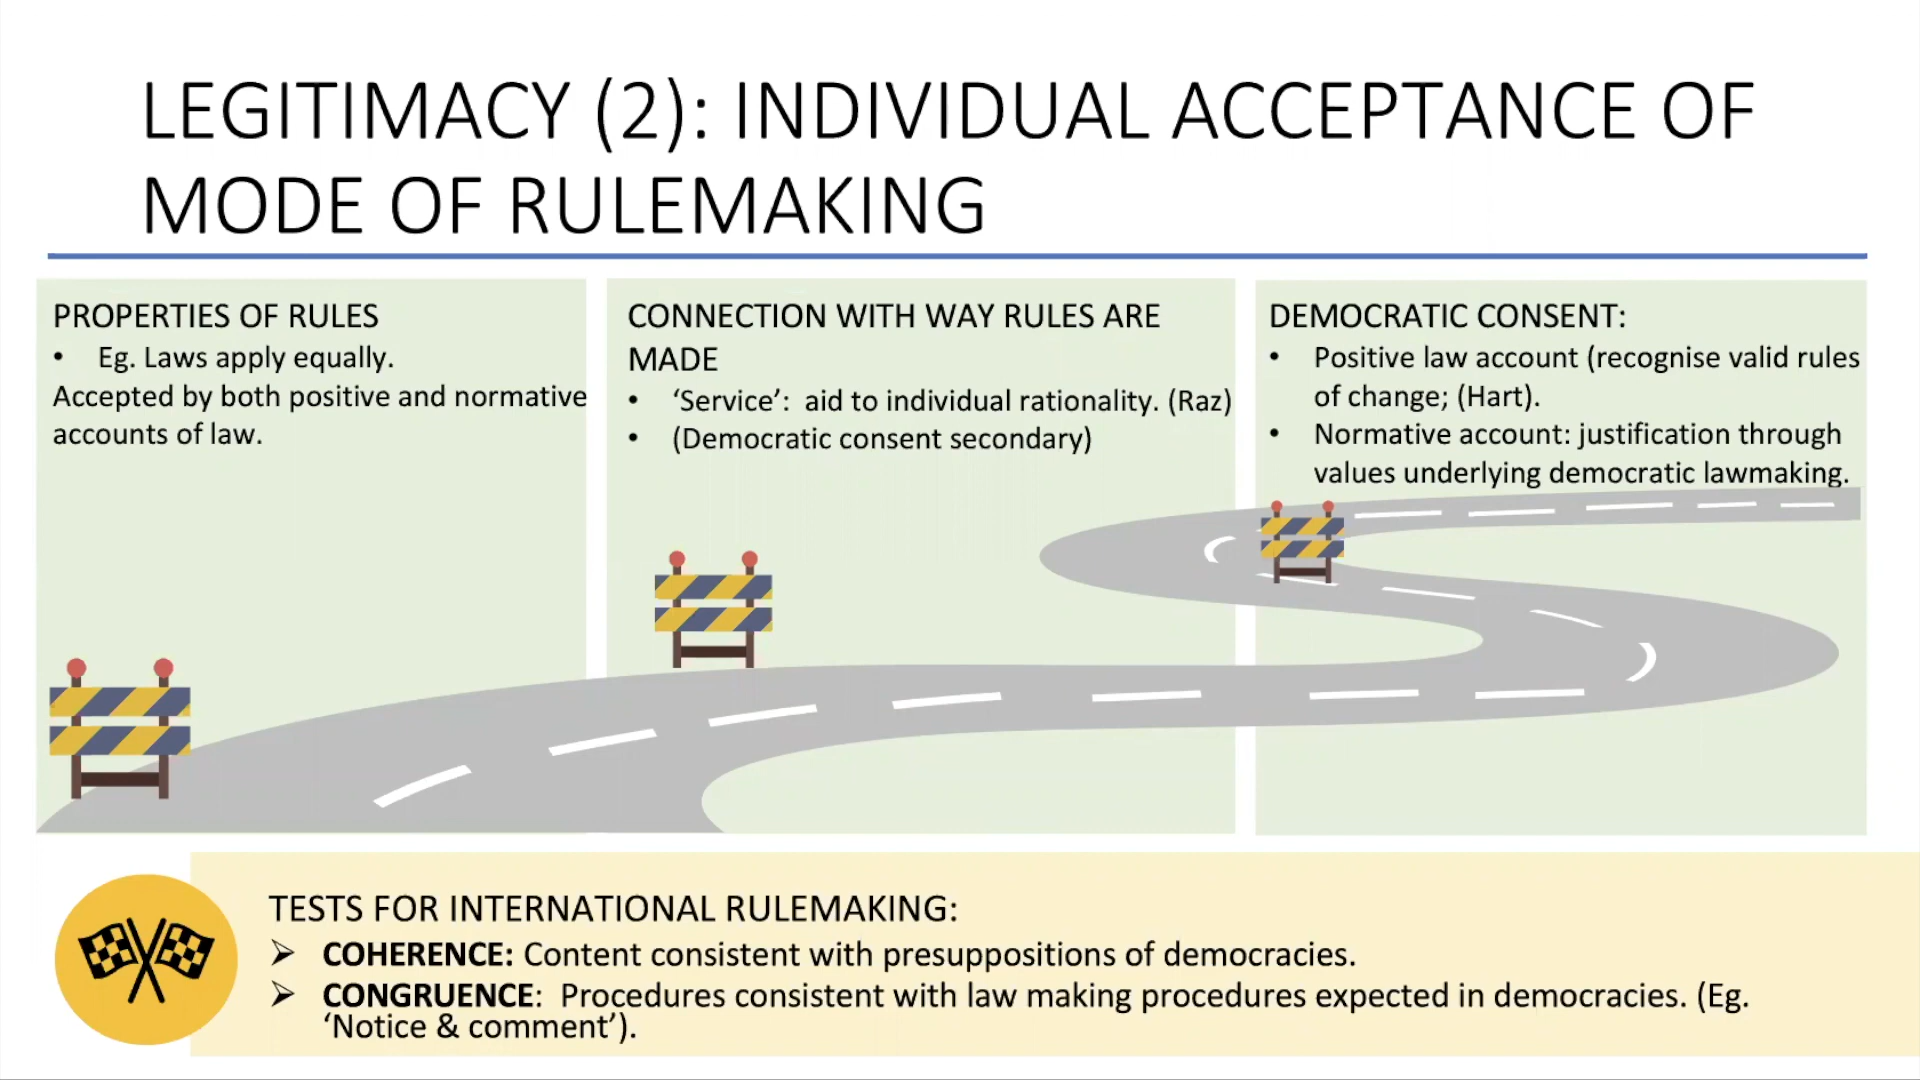 LEGITIMACY (2): INDIVIDUAL ACCEPTANCE OF
MODE OF RULEMAKING
PROPERTIES OF RULES
• Eg. Laws apply equally.
Accepted by both positive and normative
accounts of law.
CONNECTION WITH WAY RULES ARE
MADE
• ‘Service’:  aid to individual rationality. (Raz)
• (Democratic consent secondary)
DEMOCRATIC CONSENT:
• Positive law account (recognise valid rules
of change; (Hart).
• Normative account: justification through
values underlying democratic lawmaking.
TESTS FOR INTERNATIONAL RULEMAKING:
➢ COHERENCE: Content consistent with presuppositions of democracies.
➢ CONGRUENCE:  Procedures consistent with law making procedures expected in democracies. (Eg.
‘Notice & comment’).